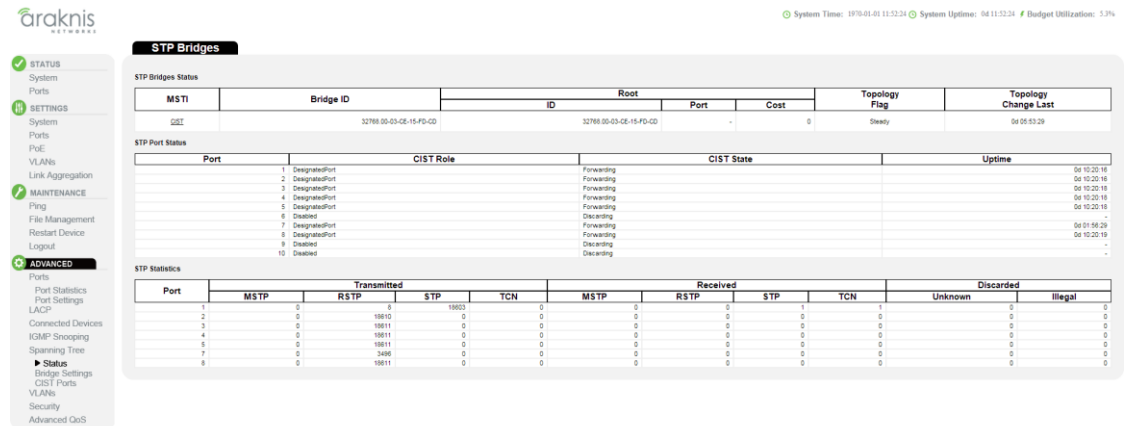 araknis
NETWORKS
System Time: 1970-01-01 11:52:24 System Uptime: 0d 11:52:24 Budget Utilization: 5.3%
STP Bridges
STATUS
System
Ports
SETTINGS
System
Ports
PoE
VLANs
Link Aggregation
MAINTENANCE
Ping
File Management
Restart Device
Logout
ADVANCED
Ports
Port Statistics
Port Settings
LACP
Connected Devices
IGMP Snooping
Spanning Tree
Status
Bridge Settings
CIST Ports
VLANs
Security
Advanced QoS
STP Bridges Status
MSTI Bridge ID Root Topology Flag Topology Change Last
ID Port Cost
CIST 32768.00-03-CE-15-FD-CD 32768.00-03-CE-15-FD-CD - 0 Steady 0d 05:53:29
STP Port Status
Port CIST Role CIST State Uptime
1 DesignatedPort Forwarding 0d 10:20:16
2 DesignatedPort Forwarding 0d 10:20:16
3 DesignatedPort Forwarding 0d 10:20:18
4 DesignatedPort Forwarding 0d 10:20:18
5 DesignatedPort Forwarding 0d 10:20:18
6 Disabled Discarding -
7 DesignatedPort Forwarding 0d 01:56:29
8 DesignatedPort Forwarding 0d 10:20:19
9 Disabled Discarding -
10 Disabled Discarding -
STP Statistics
Port Transmitted Received Discarded
MSTP RSTP STP TCN MSTP RSTP STP TCN Unknown Illegal
1 0 8 18603 0 0 0 1 1 0 0
2 0 18610 0 0 0 0 0 0 0 0
3 0 18611 0 0 0 0 0 0 0 0
4 0 18611 0 0 0 0 0 0 0 0
5 0 18611 0 0 0 0 0 0 0 0
7 0 3496 0 0 0 0 0 0 0 0
8 0 18611 0 0 0 0 0 0 0 0